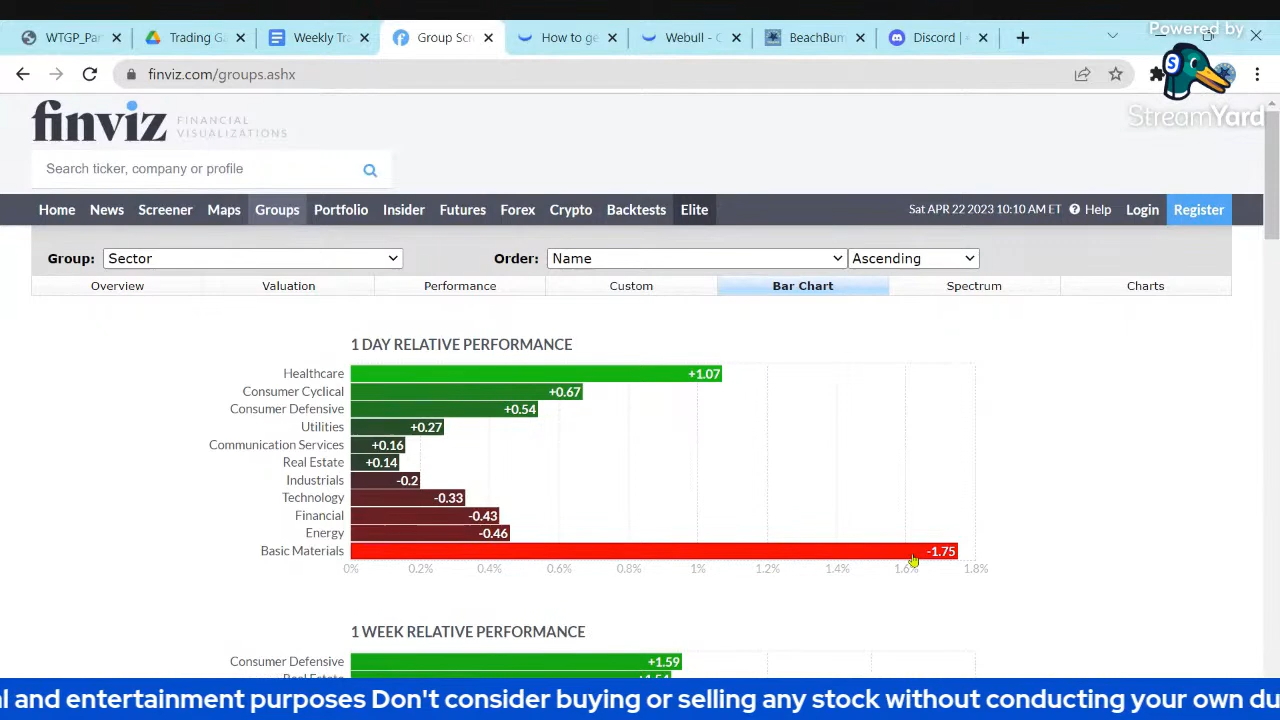 Powered by
StreamYard
WTGP_Par
Trading G
Weekly Tr
Group Scr
How to ge
Webull - C
BeachBum
Discord |
finviz.com/groups.ashx
finviz
FINANCIAL
VISUALIZATIONS
Search ticker, company or profile
Home News Screener Maps Groups Portfolio Insider Futures Forex Crypto Backtests Elite Sat APR 22 2023 10:10 AM ET Help Login Register
Group: Sector Order: Name Ascending
Overview Valuation Performance Custom Bar Chart Spectrum Charts
1 DAY RELATIVE PERFORMANCE
Healthcare +1.07
Consumer Cyclical +0.67
Consumer Defensive +0.54
Utilities +0.27
Communication Services +0.16
Real Estate +0.14
Industrials -0.2
Technology -0.33
Financial -0.43
Energy -0.46
Basic Materials -1.75
0% 0.2% 0.4% 0.6% 0.8% 1% 1.2% 1.4% 1.6% 1.8%
1 WEEK RELATIVE PERFORMANCE
Consumer Defensive +1.59
Real Estate +1.54
al and entertainment purposes Don't consider buying or selling any stock without conducting your own du